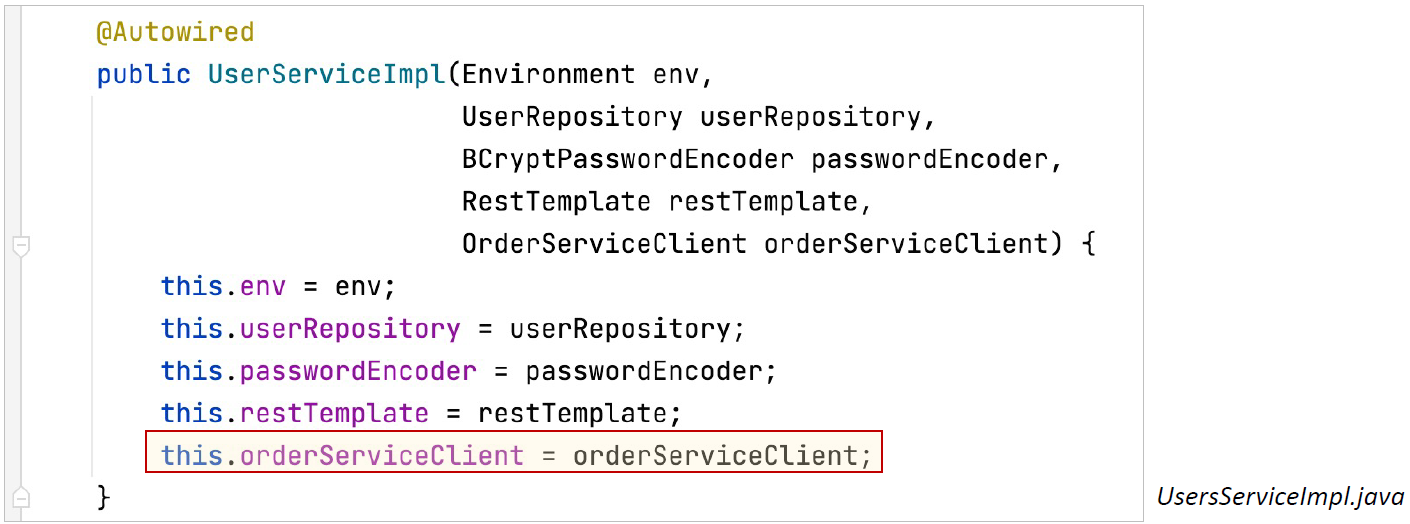 @Autowired
public UserServiceImpl(Environment env,
UserRepository userRepository,
BCryptPasswordEncoder passwordEncoder,
RestTemplate restTemplate,
OrderServiceClient orderServiceClient) {
this.env = env;
this.userRepository = userRepository;
this.passwordEncoder = passwordEncoder;
this.restTemplate = restTemplate;
this.orderServiceClient = orderServiceClient;
}
UsersServiceImpl.java